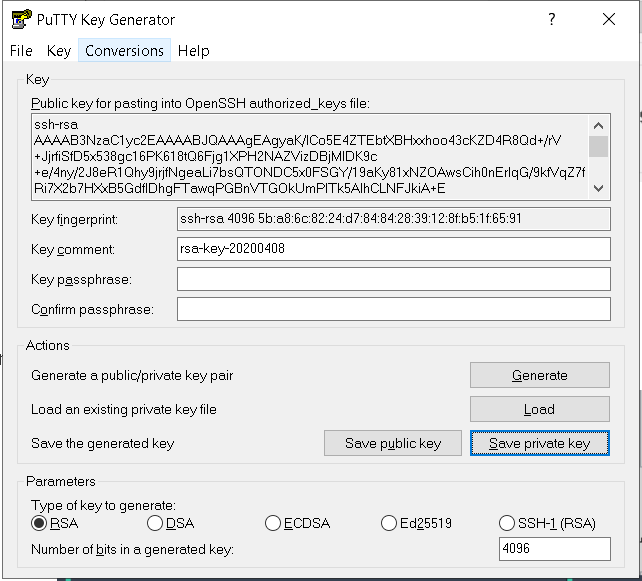 PuTTY Key Generator
?
File Key Conversions Help
Key
Public key for pasting into OpenSSH authorized_keys file:
ssh-rsa
AAAAB3NzaC1yc2EAAAABJQAAAgEAgyaK/lCo5E4ZTEbtXBHxxhoo43cKZD4R8Qd+/rV
+JjrfiSfD5x538gc16PK618tQ6Fjg1XPH2NAZVizDBjMIDK9c
+e/4ny/2J8eR1Qhy9jrjfNgeaLi7bsQTONDC5x0FSGY/19aKy81xNZOAwsCih0nErlqG/9kfVqZ7f
Ri7X2b7HXxB5GdflDhgFTawqPGBnVTGOkUmPITk5AlhCLNFJkiA+E
Key fingerprint: ssh-rsa 4096 5b:a8:6c:82:24:d7:84:84:28:39:12:8f:b5:1f:65:91
Key comment: rsa-key-20200408
Key passphrase:
Confirm passphrase:
Actions
Generate a public/private key pair Generate
Load an existing private key file Load
Save the generated key Save public key Save private key
Parameters
Type of key to generate:
RSA DSA ECDSA Ed25519 SSH-1 (RSA)
Number of bits in a generated key: 4096